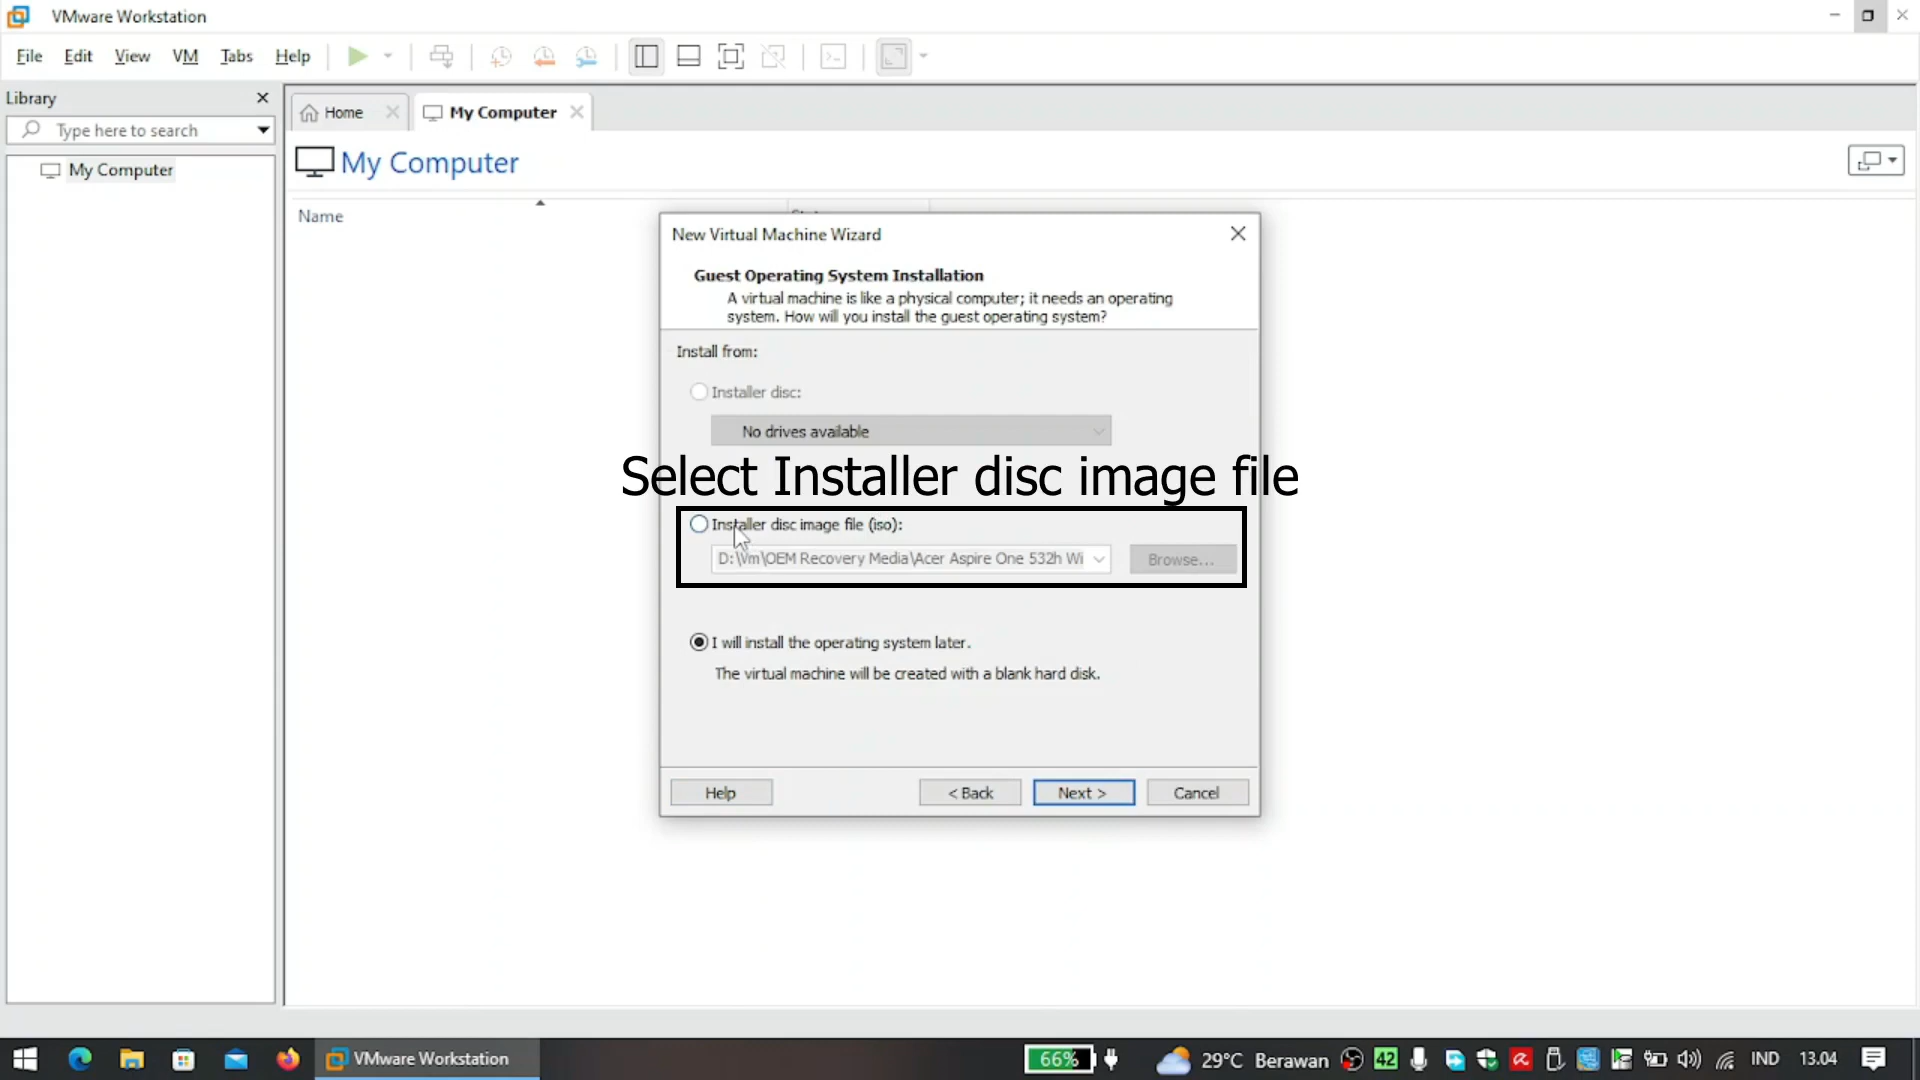 VMware Workstation
File Edit View VM Tabs Help
Library
Type here to search
My Computer
Home
My Computer
My Computer
Name
New Virtual Machine Wizard
Guest Operating System Installation
A virtual machine is like a physical computer; it needs an operating
system. How will you install the guest operating system?
Install from:
Installer disc:
No drives available
Select Installer disc image file
Installer disc image file (iso):
D:\Vm\OEM Recovery Media\Acer Aspire One 532h Wi
Browse...
I will install the operating system later.
The virtual machine will be created with a blank hard disk.
Help < Back Next > Cancel
VMware Workstation 66% 29°C Berawan 42 IND 13.04